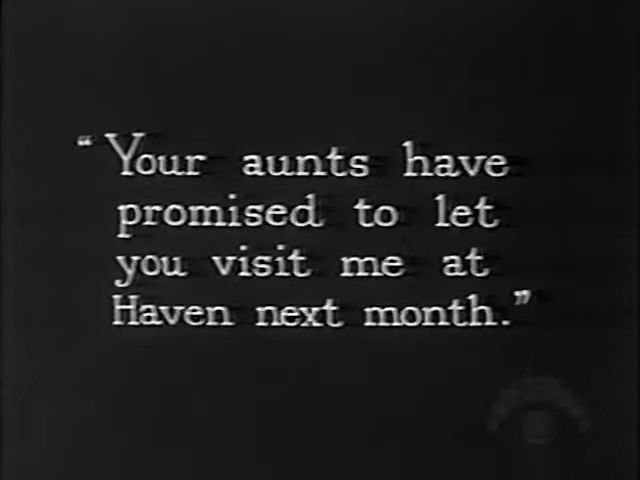 “Your aunts have
promised to let
you visit me at
Haven next month.”